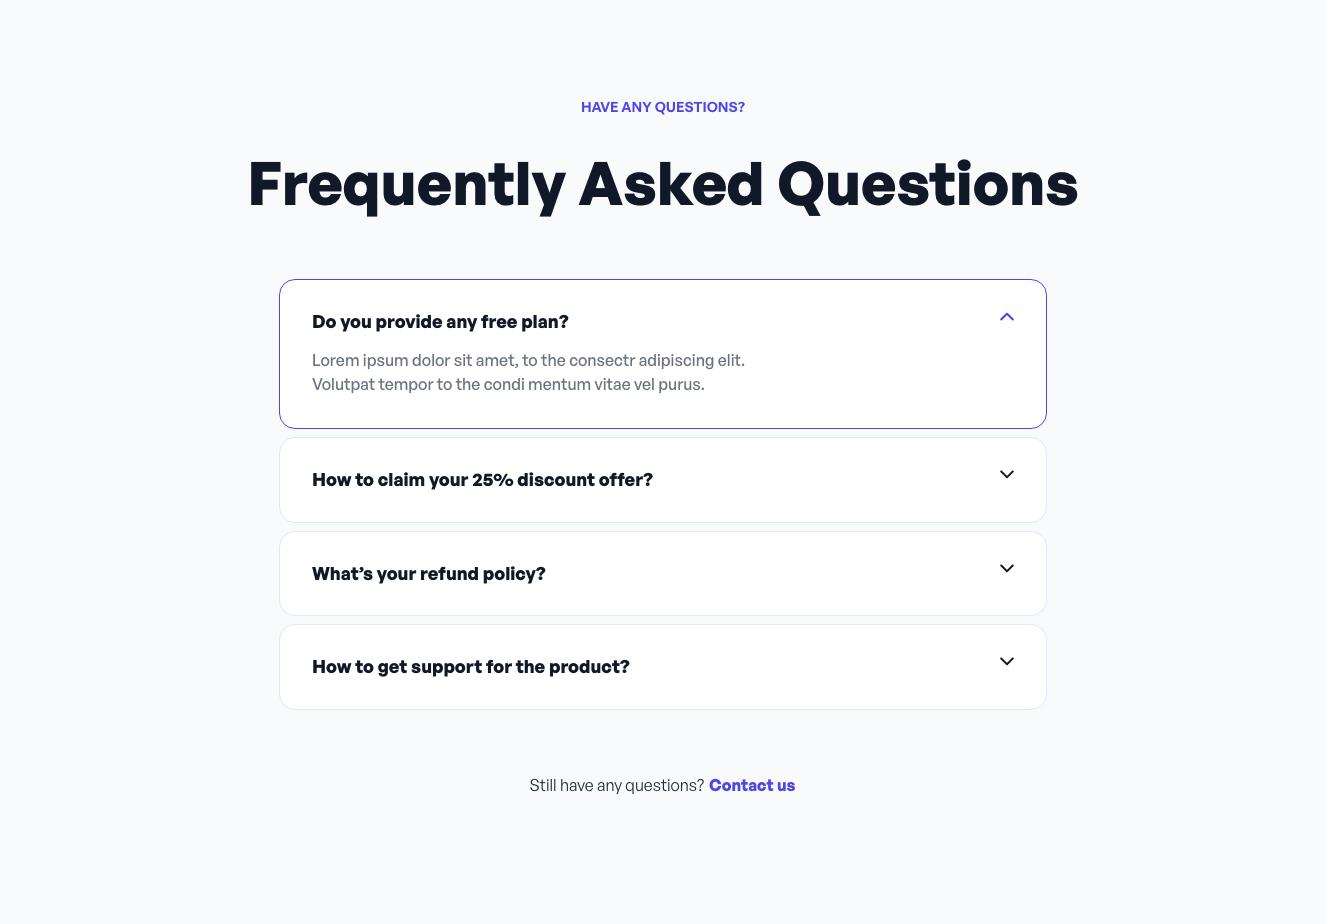 HAVE ANY QUESTIONS?
Frequently Asked Questions
Do you provide any free plan?
Lorem ipsum dolor sit amet, to the consectr adipiscing elit.
Volutpat tempor to the condi mentum vitae vel purus.
How to claim your 25% discount offer?
What’s your refund policy?
How to get support for the product?
Still have any questions? Contact us